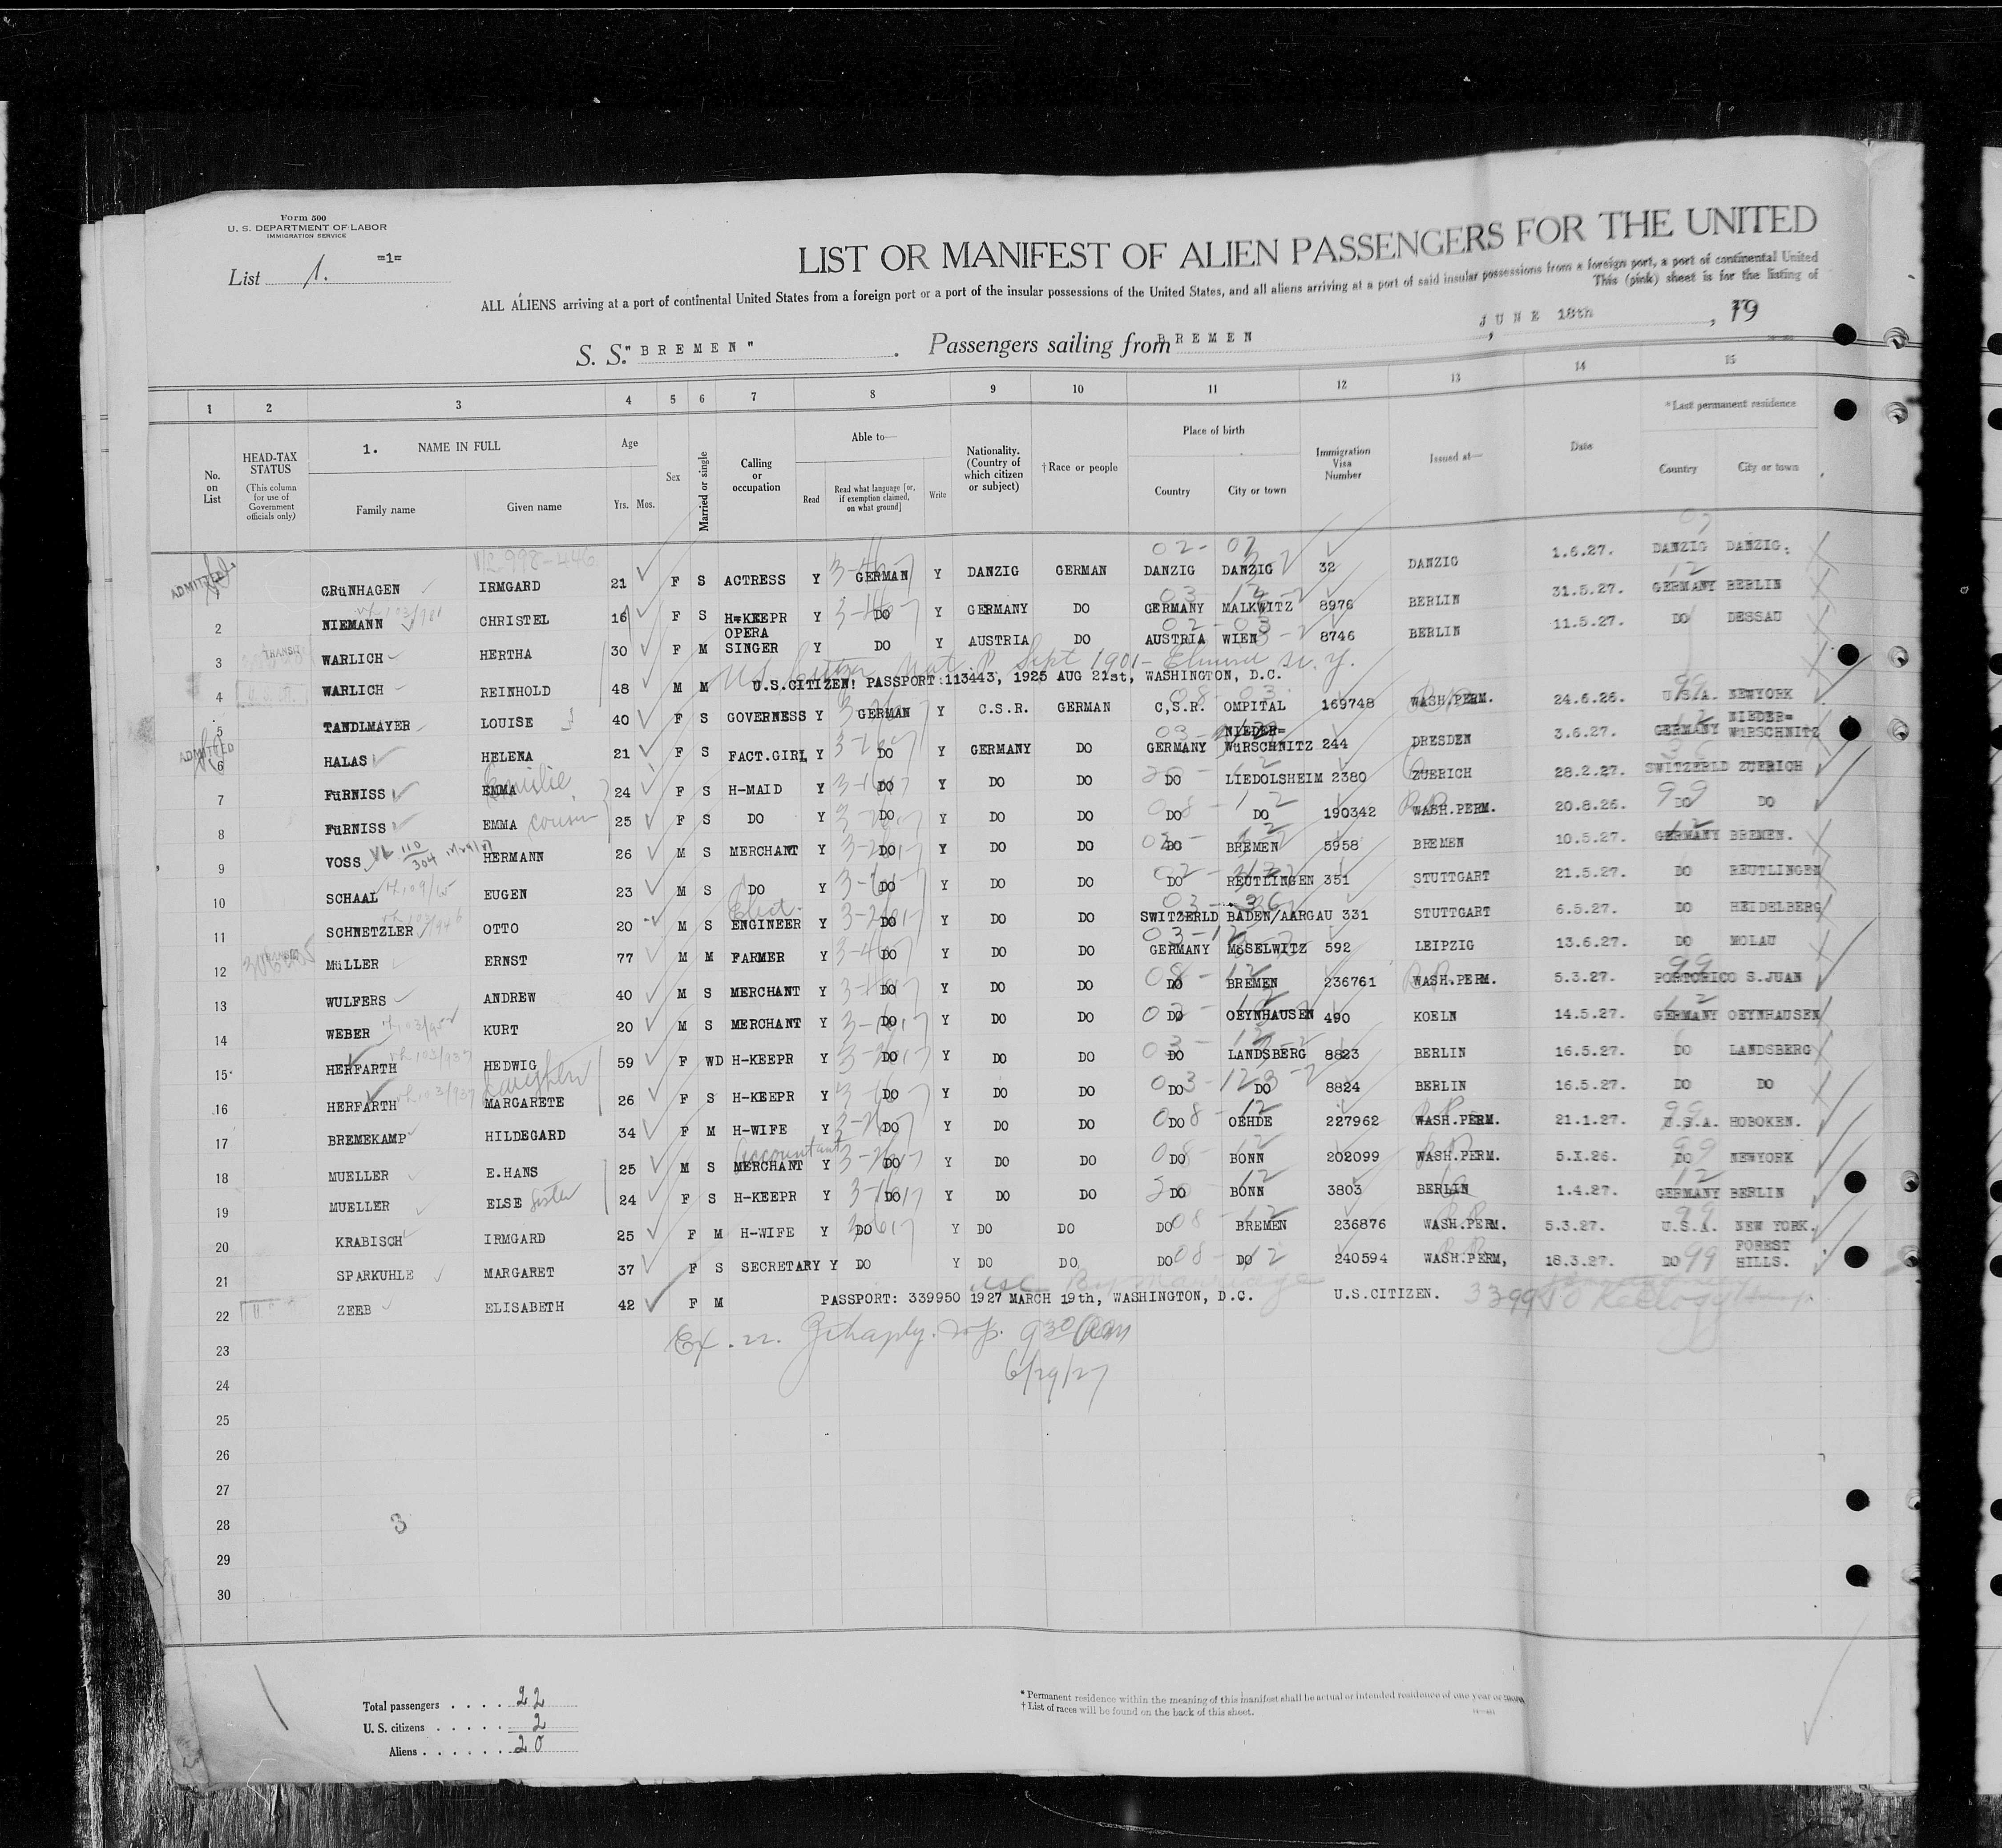 Form 500
U. S. DEPARTMENT OF LABOR
IMMIGRATION SERVICE
List 1. =1=
LIST OR MANIFEST OF ALIEN PASSENGERS FOR THE UNITED
ALL ALIENS arriving at a port of continental United States from a foreign port or a port of the insular possessions of the United States, and all aliens arriving at a port of said insular possessions from a foreign port, a port of continental United
This (pink) sheet is for the listing of
S. S. "BREMEN" . Passengers sailing from BREMEN , JUNE 18th , 19
1 2 3 4 5 6 7 8 9 10 11 12 13 14 15
No. on List
HEAD-TAX STATUS
(This column for use of Government officials only)
1. NAME IN FULL
Family name Given name
Age
Yrs. Mos.
Sex
Married or single
Calling or occupation
Able to—
Read Read what language [or, if exemption claimed, on what ground] Write
Nationality. (Country of which citizen or subject)
† Race or people
Place of birth
Country City or town
Immigration Visa Number
Issued at—
Date
* Last permanent residence
Country City or town
ADMITTED GRüNHAGEN IRMGARD 21 F S ACTRESS Y GERMAN Y DANZIG GERMAN DANZIG DANZIG 32 DANZIG 1.6.27. DANZIG DANZIG.
2 NIEMANN CHRISTEL 16 F S H-KEEPR Y DO Y GERMANY DO GERMANY MALKWITZ 8976 BERLIN 31.5.27. GERMANY BERLIN
3 TRANSIT WARLICH HERTHA 30 F M OPERA SINGER Y DO Y AUSTRIA DO AUSTRIA WIEN 8746 BERLIN 11.5.27. DO DESSAU
4 WARLICH REINHOLD 48 M M U.S.CITIZEN! PASSPORT:113443, 1925 AUG 21st, WASHINGTON, D.C.
5 TANDLMAYER LOUISE 40 F S GOVERNESS Y GERMAN Y C.S.R. GERMAN C,S.R. OMPITAL 169748 WASH.PERM. 24.6.26. U.S.A. NEWYORK
ADMITTED 6 HALAS HELENA 21 F S FACT.GIRL Y DO Y GERMANY DO GERMANY NIEDER= WüRSCHNITZ 244 DRESDEN 3.6.27. GERMANY NIEDER= WüRSCHNITZ
7 FüRNISS EMMA Emilie 24 F S H-MAID Y DO Y DO DO DO LIEDOLSHEIM 2380 ZUERICH 28.2.27. SWITZERLD ZUERICH
8 FüRNISS EMMA cousin 25 F S DO Y DO Y DO DO DO DO 190342 WASH.PERM. 20.8.26. DO DO
9 VOSS HERMANN 26 M S MERCHANT Y DO Y DO DO DO BREMEN 5958 BREMEN 10.5.27. GERMANY BREMEN.
10 SCHAAL EUGEN 23 M S DO Y DO Y DO DO DO REUTLINGEN 351 STUTTGART 21.5.27. DO REUTLINGEN
11 SCHNETZLER OTTO 20 M S Elect. ENGINEER Y DO Y DO DO SWITZERLD BADEN/AARGAU 331 STUTTGART 6.5.27. DO HEIDELBERG
12 MüLLER ERNST 77 M M FARMER Y DO Y DO DO GERMANY MöSELWITZ 592 LEIPZIG 13.6.27. DO MOLAU
13 WULFERS ANDREW 40 M S MERCHANT Y DO Y DO DO DO BREMEN 236761 WASH.PERM. 5.3.27. PORTORICO S.JUAN
14 WEBER KURT 20 M S MERCHANT Y DO Y DO DO DO OEYNHAUSEN 490 KOELN 14.5.27. GERMANY OEYNHAUSEN
15 HERFARTH HEDWIG 59 F WD H-KEEPR Y DO Y DO DO DO LANDSBERG 8823 BERLIN 16.5.27. DO LANDSBERG
16 HERFARTH daughter MARGARETE 26 F S H-KEEPR Y DO Y DO DO DO DO 8824 BERLIN 16.5.27. DO DO
17 BREMEKAMP HILDEGARD 34 F M H-WIFE Y DO Y DO DO DO OEHDE 227962 WASH.PERM. 21.1.27. U.S.A. HOBOKEN.
18 MUELLER E.HANS 25 M S accountant MERCHANT Y DO Y DO DO DO BONN 202099 WASH.PERM. 5.X.26. DO NEWYORK
19 MUELLER ELSE sister 24 F S H-KEEPR Y DO Y DO DO DO BONN 3803 BERLIN 1.4.27. GERMANY BERLIN
20 KRABISCH IRMGARD 25 F M H-WIFE Y DO Y DO DO DO BREMEN 236876 WASH.PERM. 5.3.27. U.S.A. NEW YORK.
21 SPARKUHLE MARGARET 37 F S SECRETARY Y DO Y DO DO DO DO 240594 WASH.PERM, 18.3.27. DO FOREST HILLS.
22 ZEEB ELISABETH 42 F M PASSPORT: 339950 1927 MARCH 19th, WASHINGTON, D.C. U.S.CITIZEN.
23
6/29/27
24
25
26
27
28
29
30
3
Total passengers . . . . 22
U. S. citizens . . . . . 2
Aliens . . . . . . 20
* Permanent residence within the meaning of this manifest shall be actual or intended residence of one year or more.
† List of races will be found on the back of this sheet.